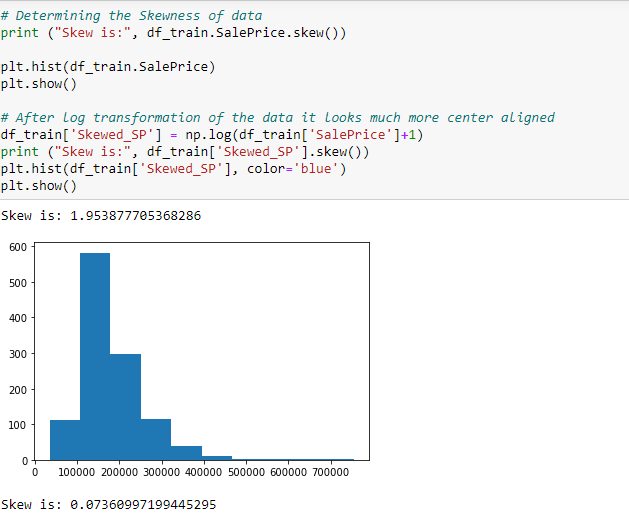 # Determining the Skewness of data
print ("Skew is:", df_train.SalePrice.skew())
plt.hist(df_train.SalePrice)
plt.show()
# After log transformation of the data it looks much more center aligned
df_train['Skewed_SP'] = np.log(df_train['SalePrice']+1)
print ("Skew is:", df_train['Skewed_SP'].skew())
plt.hist(df_train['Skewed_SP'], color='blue')
plt.show()
Skew is: 1.953877705368286
600
500
400
300
200
100
0
0 100000 200000 300000 400000 500000 600000 700000
Skew is: 0.07360997199445295